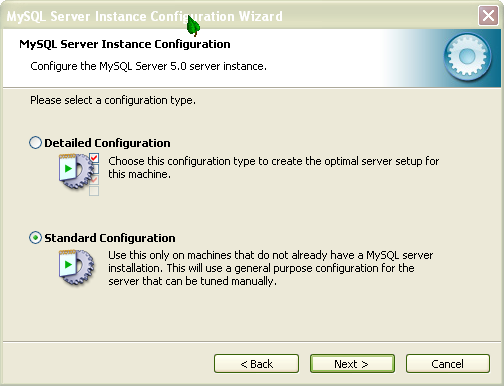 MySQL Server Instance Configuration Wizard
MySQL Server Instance Configuration
Configure the MySQL Server 5.0 server instance.
Please select a configuration type.
Detailed Configuration
Choose this configuration type to create the optimal server setup for
this machine.
Standard Configuration
Use this only on machines that do not already have a MySQL server
installation. This will use a general purpose configuration for the
server that can be tuned manually.
< Back
Next >
Cancel